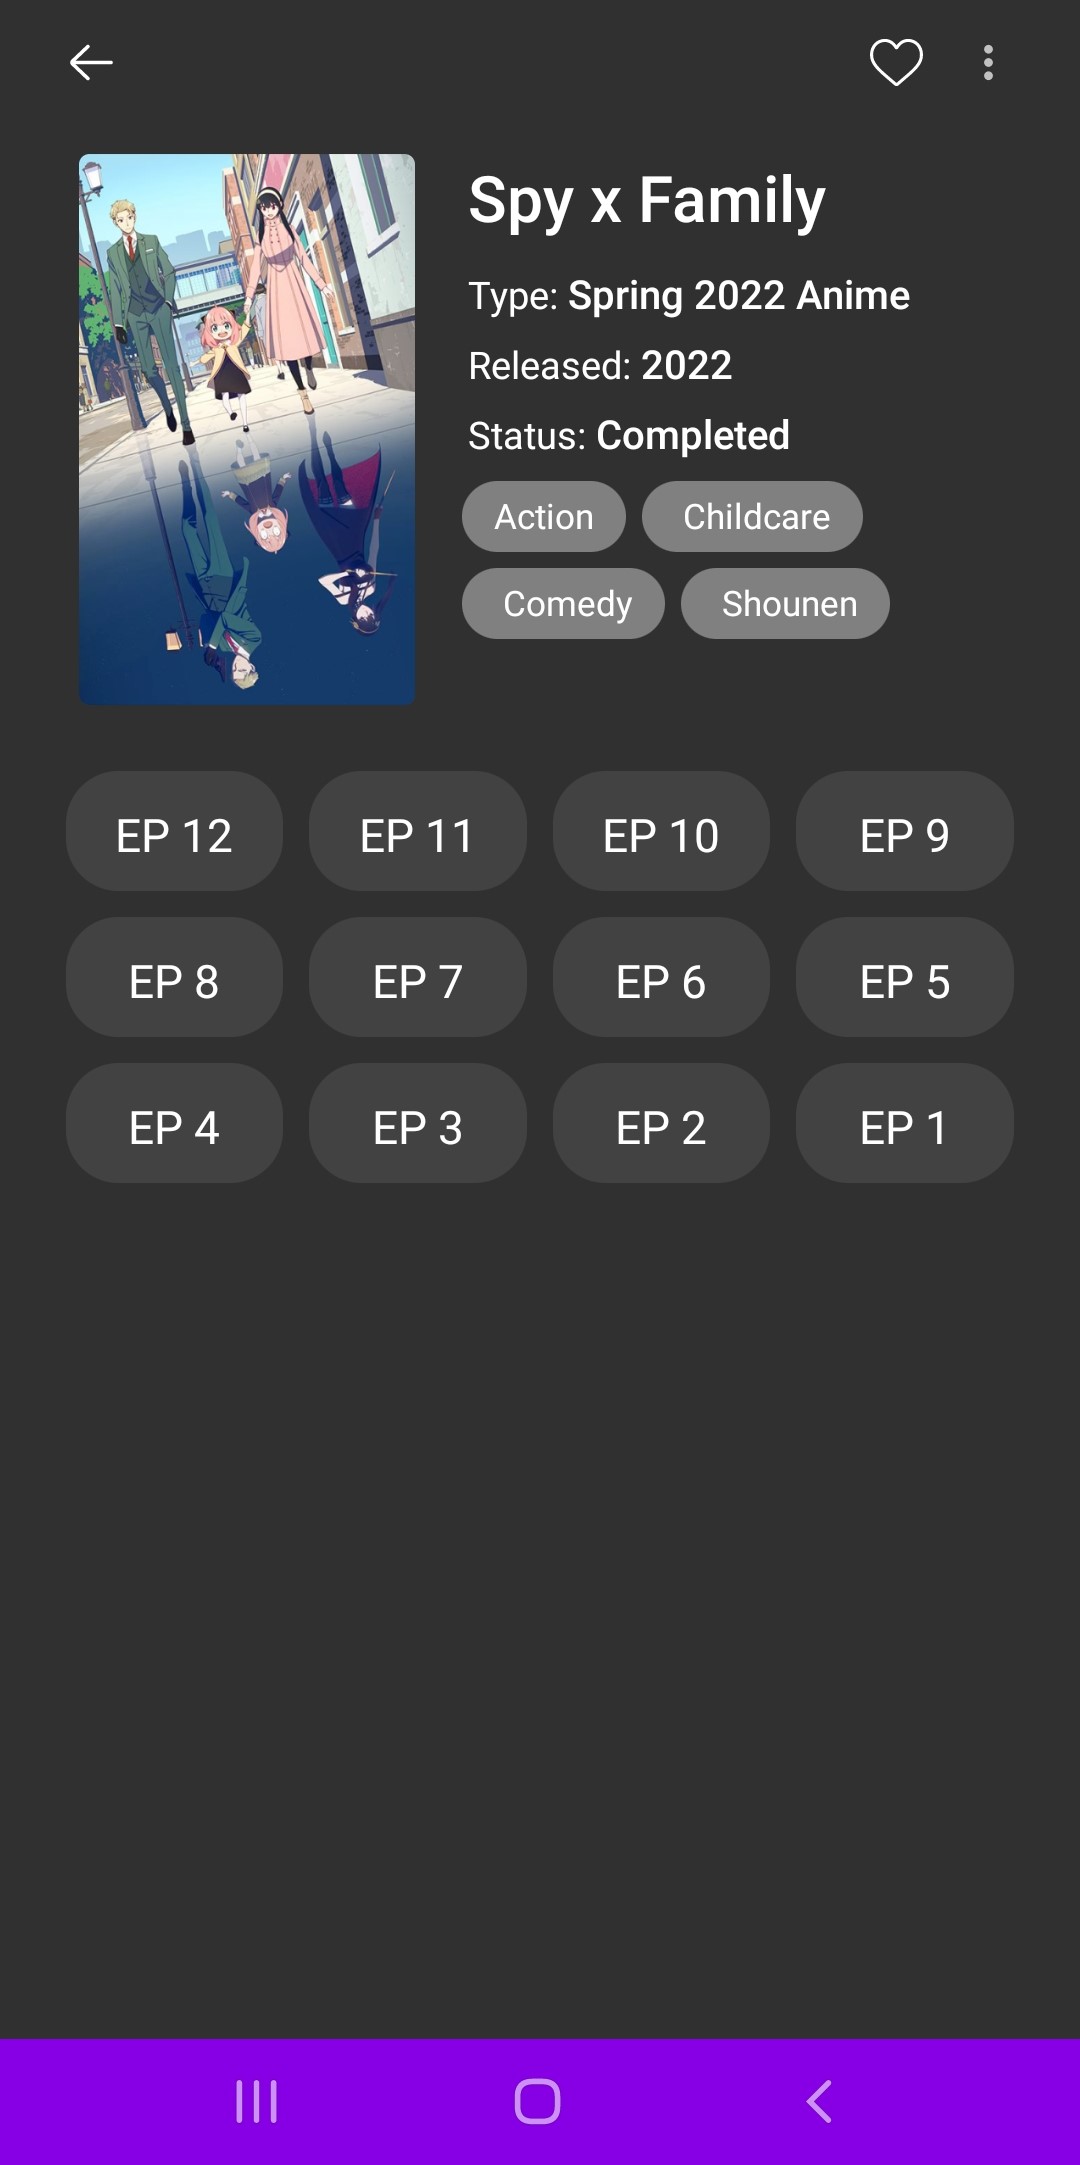 Spy x Family
Type: Spring 2022 Anime
Released: 2022
Status: Completed
Action Childcare
Comedy Shounen
EP 12 EP 11 EP 10 EP 9
EP 8 EP 7 EP 6 EP 5
EP 4 EP 3 EP 2 EP 1